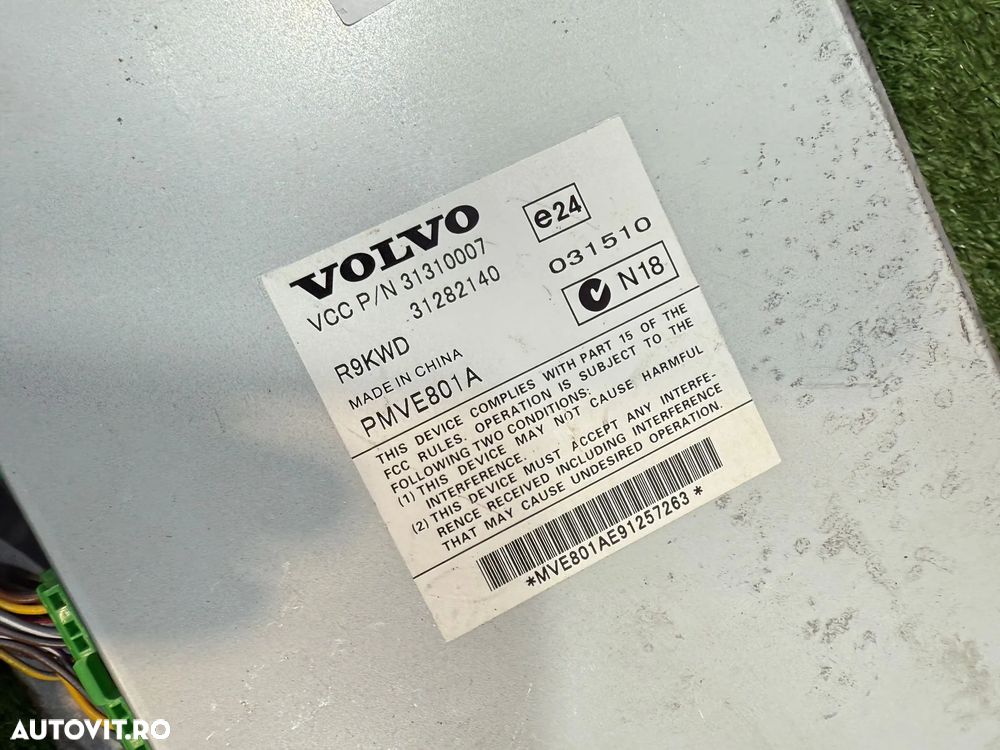 VOLVO
VCC P/N 31310007
31282140
e24
031510
N18
R9KWD
MADE IN CHINA
PMVE801A
THIS DEVICE COMPLIES WITH PART 15 OF THE
FCC RULES. OPERATION IS SUBJECT TO THE
FOLLOWING TWO CONDITIONS:
(1) THIS DEVICE MAY NOT CAUSE HARMFUL
INTERFERENCE.
(2) THIS DEVICE MUST ACCEPT ANY INTERFE-
RENCE RECEIVED INCLUDING INTERFERENCE
THAT MAY CAUSE UNDESIRED OPERATION.
*MVE801AE91257263*
AUTOVIT.RO